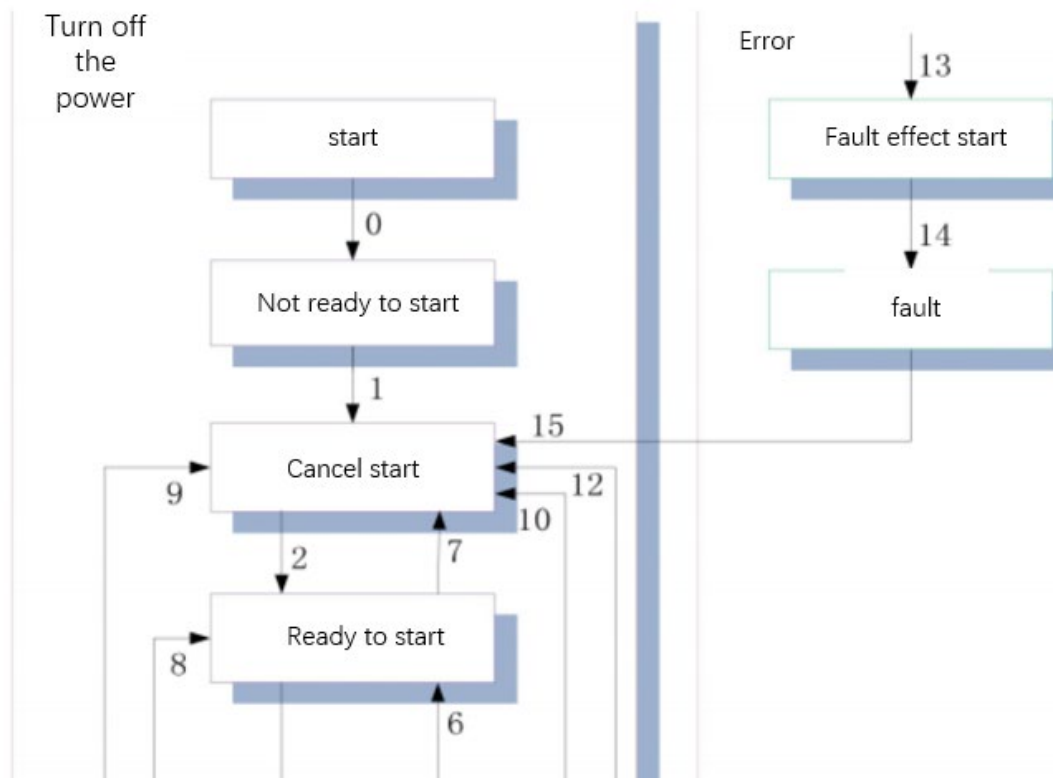 Turn off
the
power
Error
13
start
Fault effect start
0
14
Not ready to start
fault
1
15
Cancel start
9
12
10
2
7
Ready to start
8
6